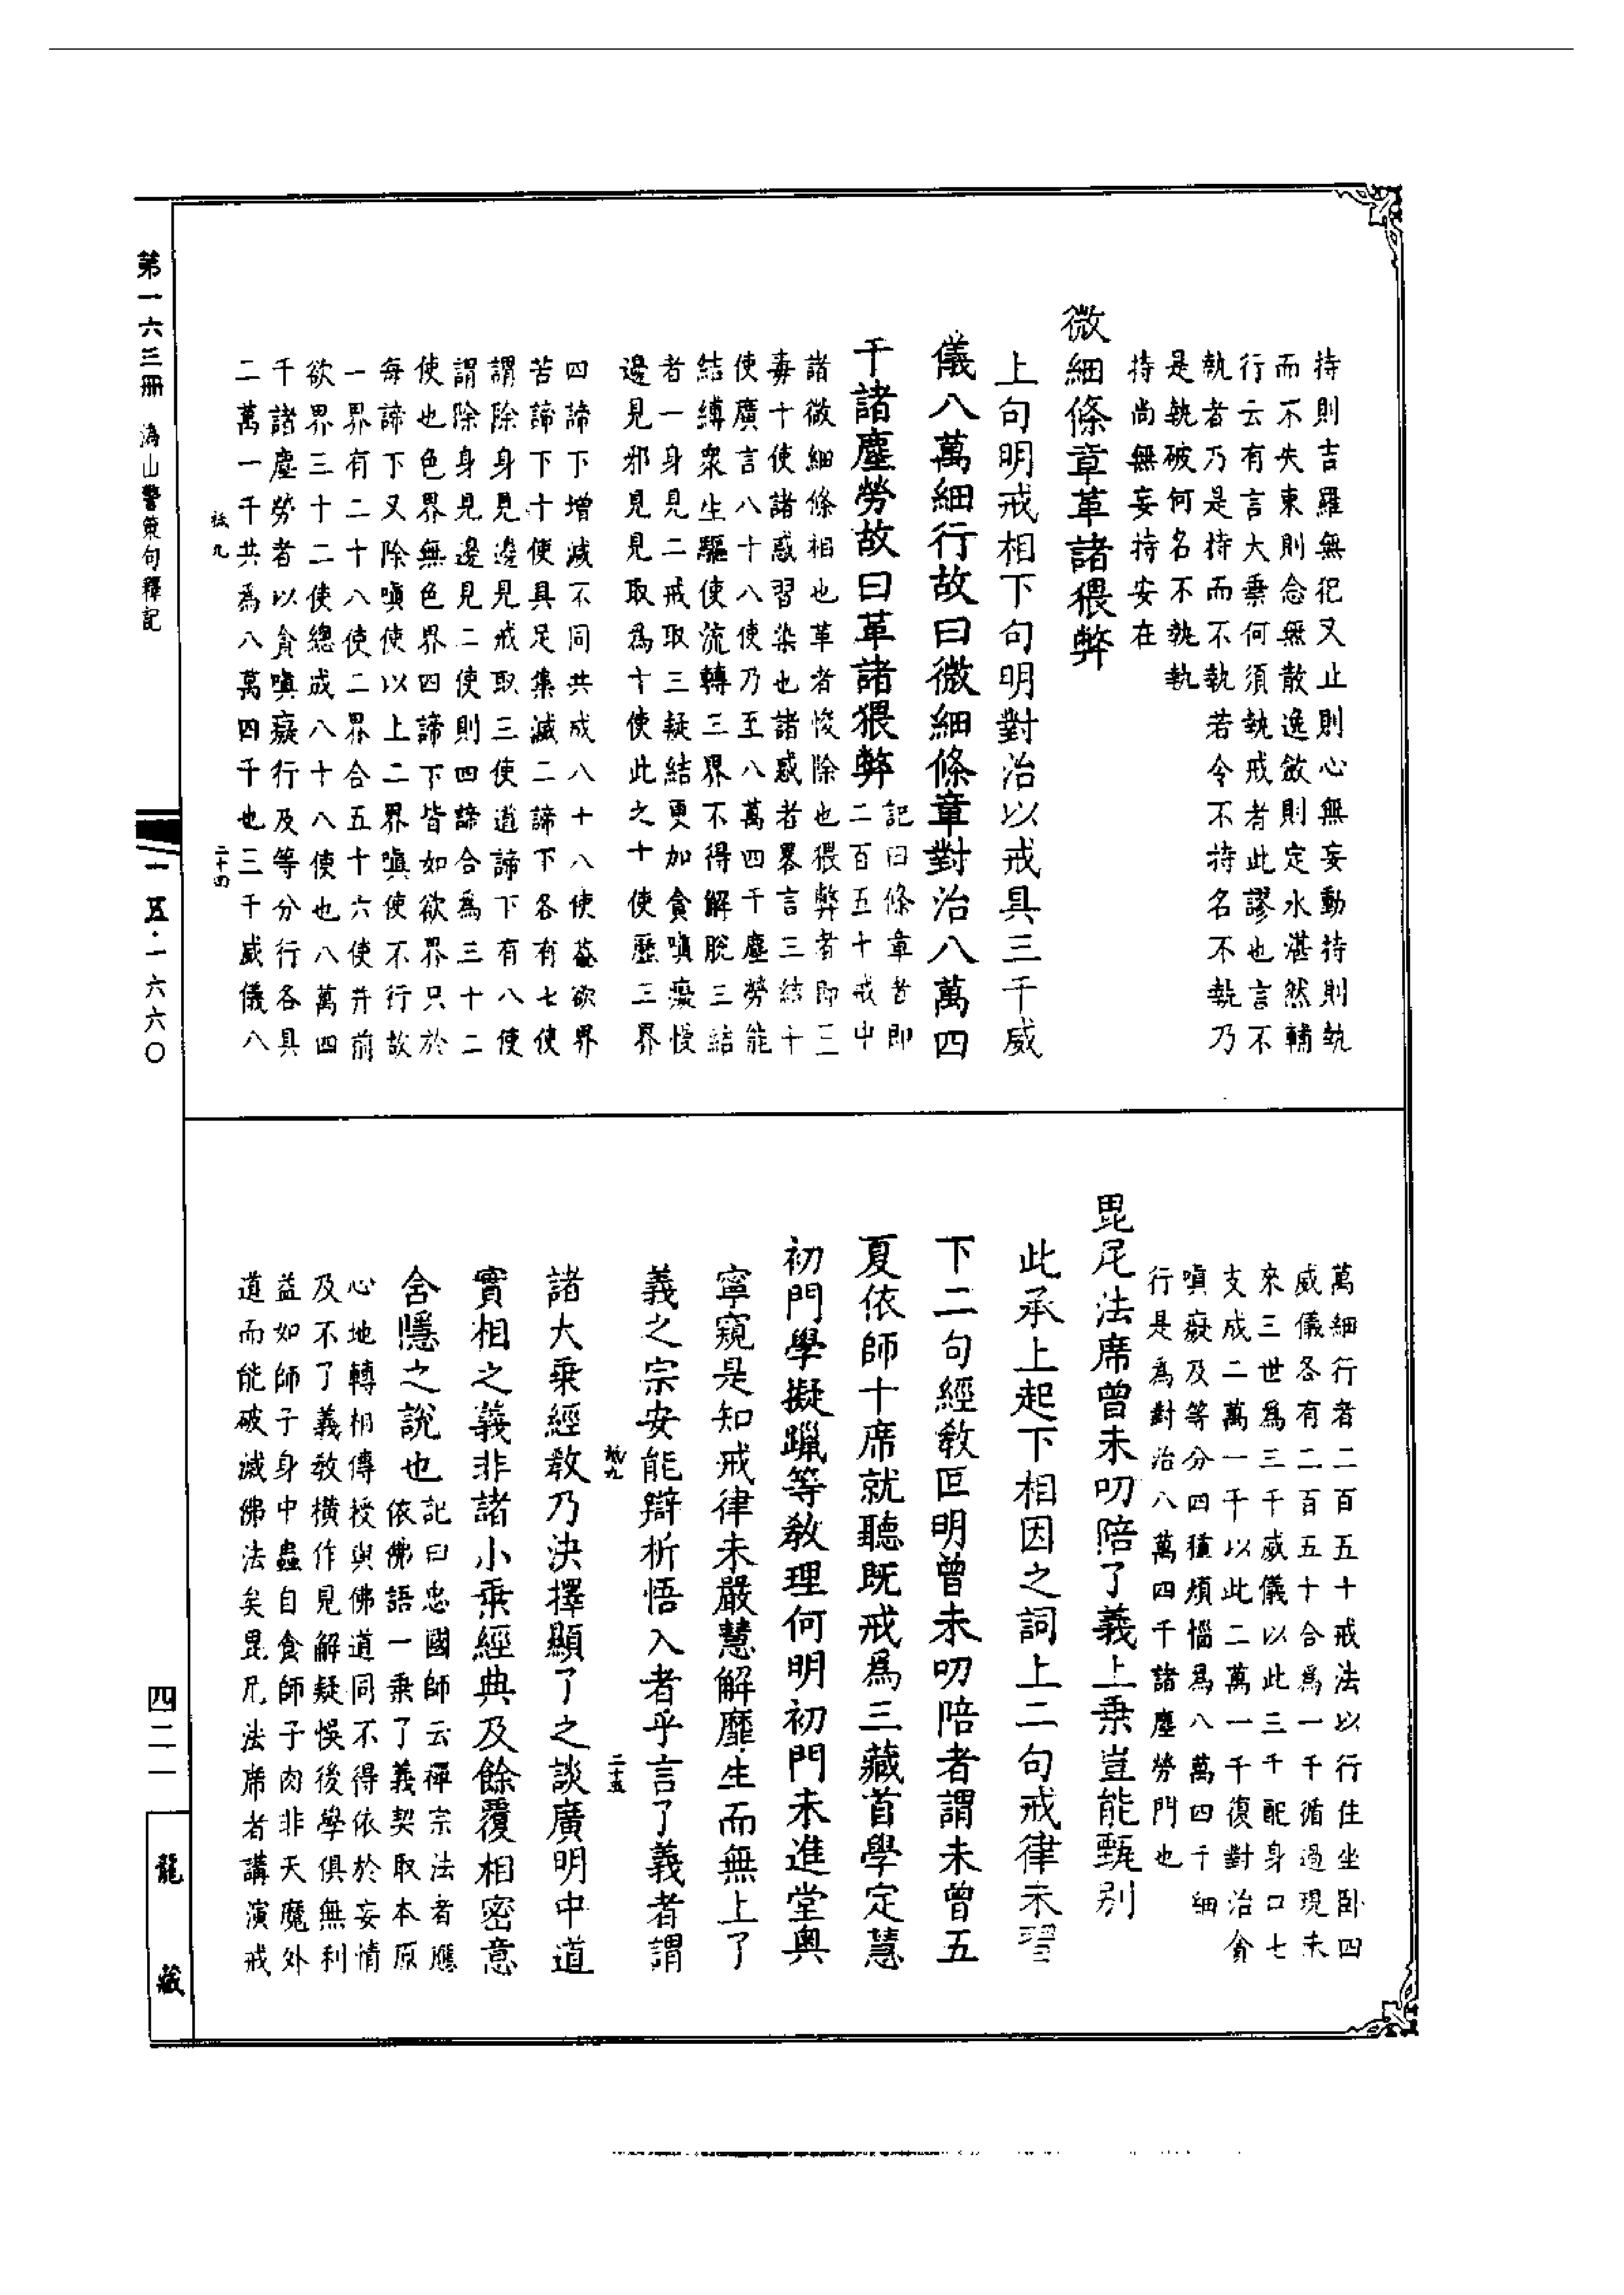 持則吉羅無犯又止則心無妄動持則執
而不失東則念無散逸斂則定水湛然輔
行云有言大乗何須執戒者此謬也言不
執者乃是持而不執若令不持名不執乃
是執破何名不執執
持尚無妄持安在
微細條章革諸猥弊
上句明戒相下句明對治以戒具三千威
儀八萬細行故曰微細條章對治八萬四
千諸塵勞故曰革諸猥弊記曰條章者即
二百五十戒中
諸微細條相也革者悛除也猥弊者即三
毒十使諸惑習染也諸惑者畧言三結十
使廣言八十八使乃至八萬四千塵勞能
結縛衆生驅使流轉三界不得解脫三結
者一身見二戒取三疑結更加貪嗔癡慢
邊見邪見見取為十使此之十使歷三界
四諦下增減不同共成八十八使葢欲界
苦諦下十使具足集滅二諦下各有七使
謂除身見邊見戒取三使道諦下有八使
謂除身見邊見二使則四諦合為三十二
使也色界無色界四諦下皆如欲界只於
每諦下又除嗔使以上二界嗔使不行故
一界有二十八使二界合五十六使并前
欲界三十二使總成八十八使也八萬四
千諸塵勞者以貪嗔癡行及等分行各具
二萬一千共為八萬四千也三千威儀八
二十四
萬細行者二百五十戒法以行住坐卧四
威儀各有二百五十合為一千循過現未
來三世為三千威儀以此三千配身口七
支成二萬一千以此二萬一千復對治貪
嗔癡及等分四種煩惱為八萬四千細
行是為對治八萬四千諸塵勞門也
毘尼法席曾未叨陪了義上乗豈能甄别
此承上起下相因之詞上二句戒律未習
下二句經教叵明曾未叨陪者謂未曾五
夏依師十席就聽既戒為三藏首學定慧
初門學擬躐等教理何明初門未進堂奥
寧窺是知戒律未嚴慧解靡生而無上了
義之宗安能辯析悟入者乎言了義者謂
二十五
諸大乗經教乃決擇顯了之談廣明中道
實相之義非諸小乗經典及餘覆相密意
含隱之說也記曰忠國師云禪宗法者應
依佛語一乗了義契取本原
心地轉相傳授與佛道同不得依於妄情
及不了義教横作見解疑悞後學俱無利
益如師子身中蟲自食師子肉非天魔外
道而能破滅佛法矣毘尼法席者講演戒
第一六三冊　溈山警策句釋記
一五·一六六〇
四二一
龍藏